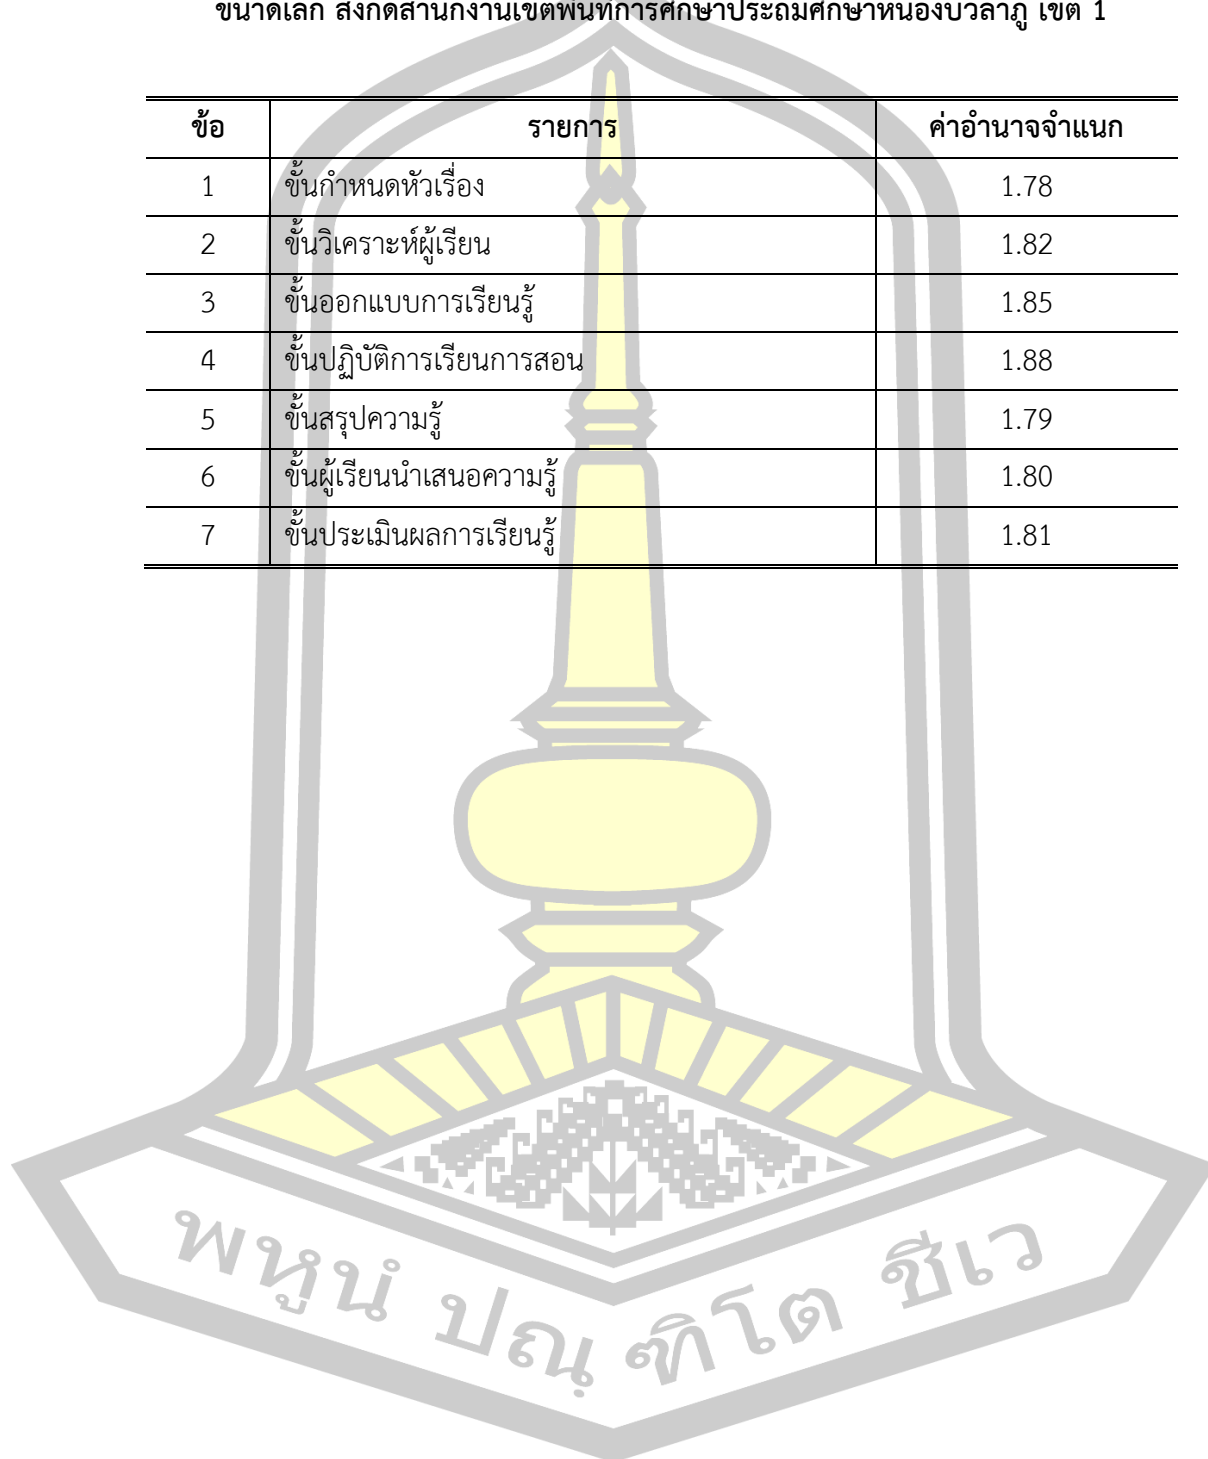 ขนาดเล็ก สังกัดสำนักงานเขตพื้นที่การศึกษาประถมศึกษาหนองบัวลำภู เขต 1
ข้อ รายการ ค่าอำนาจจำแนก
1 ขั้นกำหนดหัวเรื่อง 1.78
2 ขั้นวิเคราะห์ผู้เรียน 1.82
3 ขั้นออกแบบการเรียนรู้ 1.85
4 ขั้นปฏิบัติการเรียนการสอน 1.88
5 ขั้นสรุปความรู้ 1.79
6 ขั้นผู้เรียนนำเสนอความรู้ 1.80
7 ขั้นประเมินผลการเรียนรู้ 1.81
พหูนํ ปณฺฑิโต ชีเว